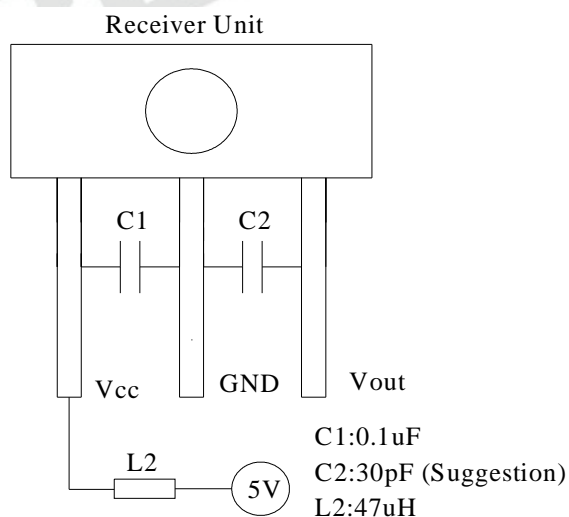 Receiver Unit
C1 C2
Vcc GND Vout
L2
5V
C1:0.1uF
C2:30pF (Suggestion)
L2:47uH